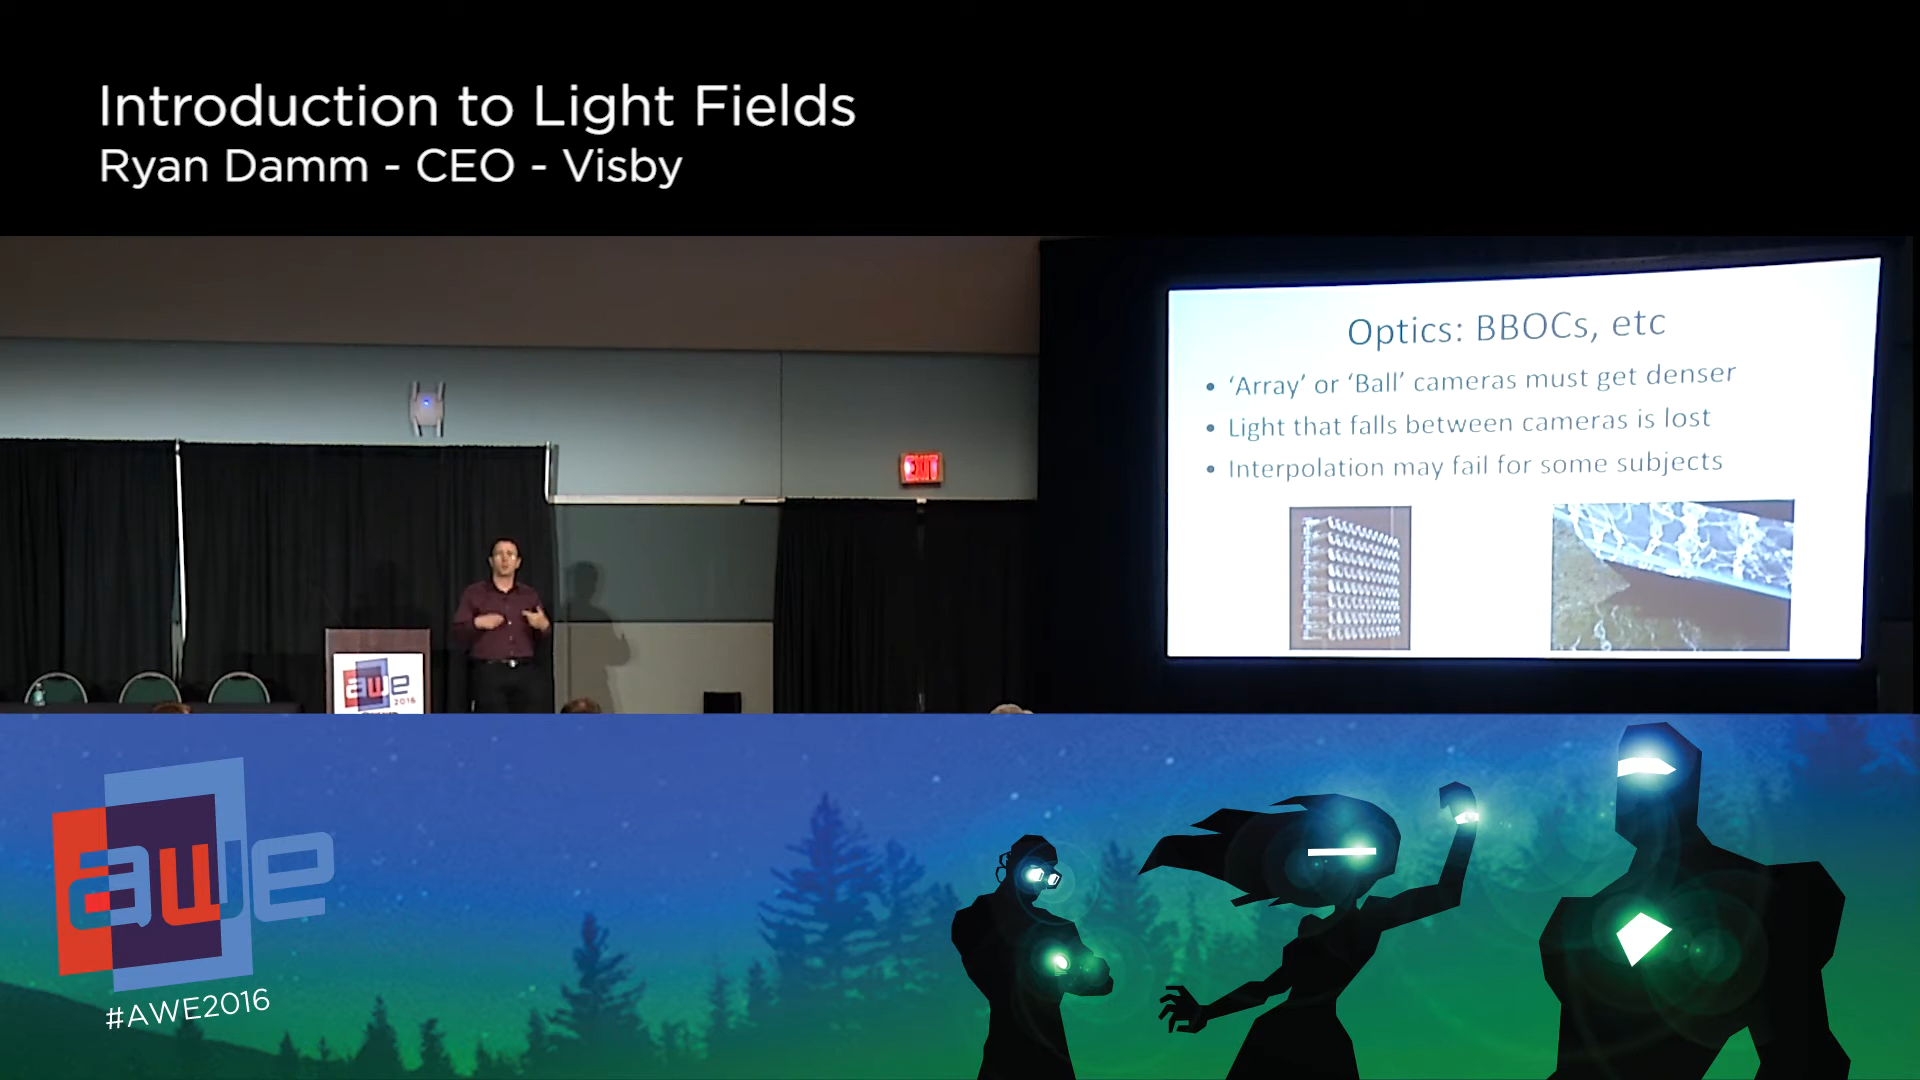 Introduction to Light Fields
Ryan Damm - CEO - Visby
Optics: BBOCs, etc
• 'Array' or 'Ball' cameras must get denser
• Light that falls between cameras is lost
• Interpolation may fail for some subjects
EXIT
awe
2016
awe
#AWE2016